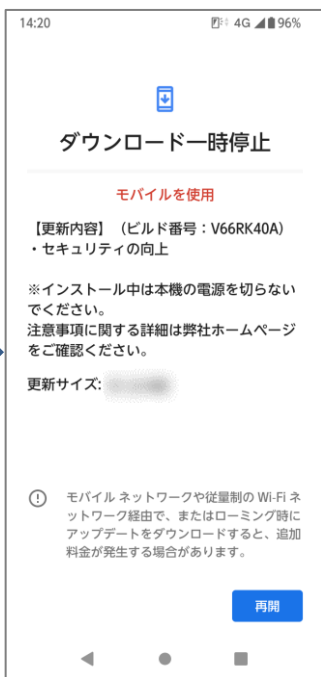 14:20 4G 96%
ダウンロード一時停止
モバイルを使用
【更新内容】（ビルド番号：V66RK40A）
・セキュリティの向上
※インストール中は本機の電源を切らない
でください。
注意事項に関する詳細は弊社ホームページ
をご確認ください。
更新サイズ:
モバイル ネットワークや従量制の Wi-Fi ネ
ットワーク経由で、またはローミング時に
アップデートをダウンロードすると、追加
料金が発生する場合があります。
再開